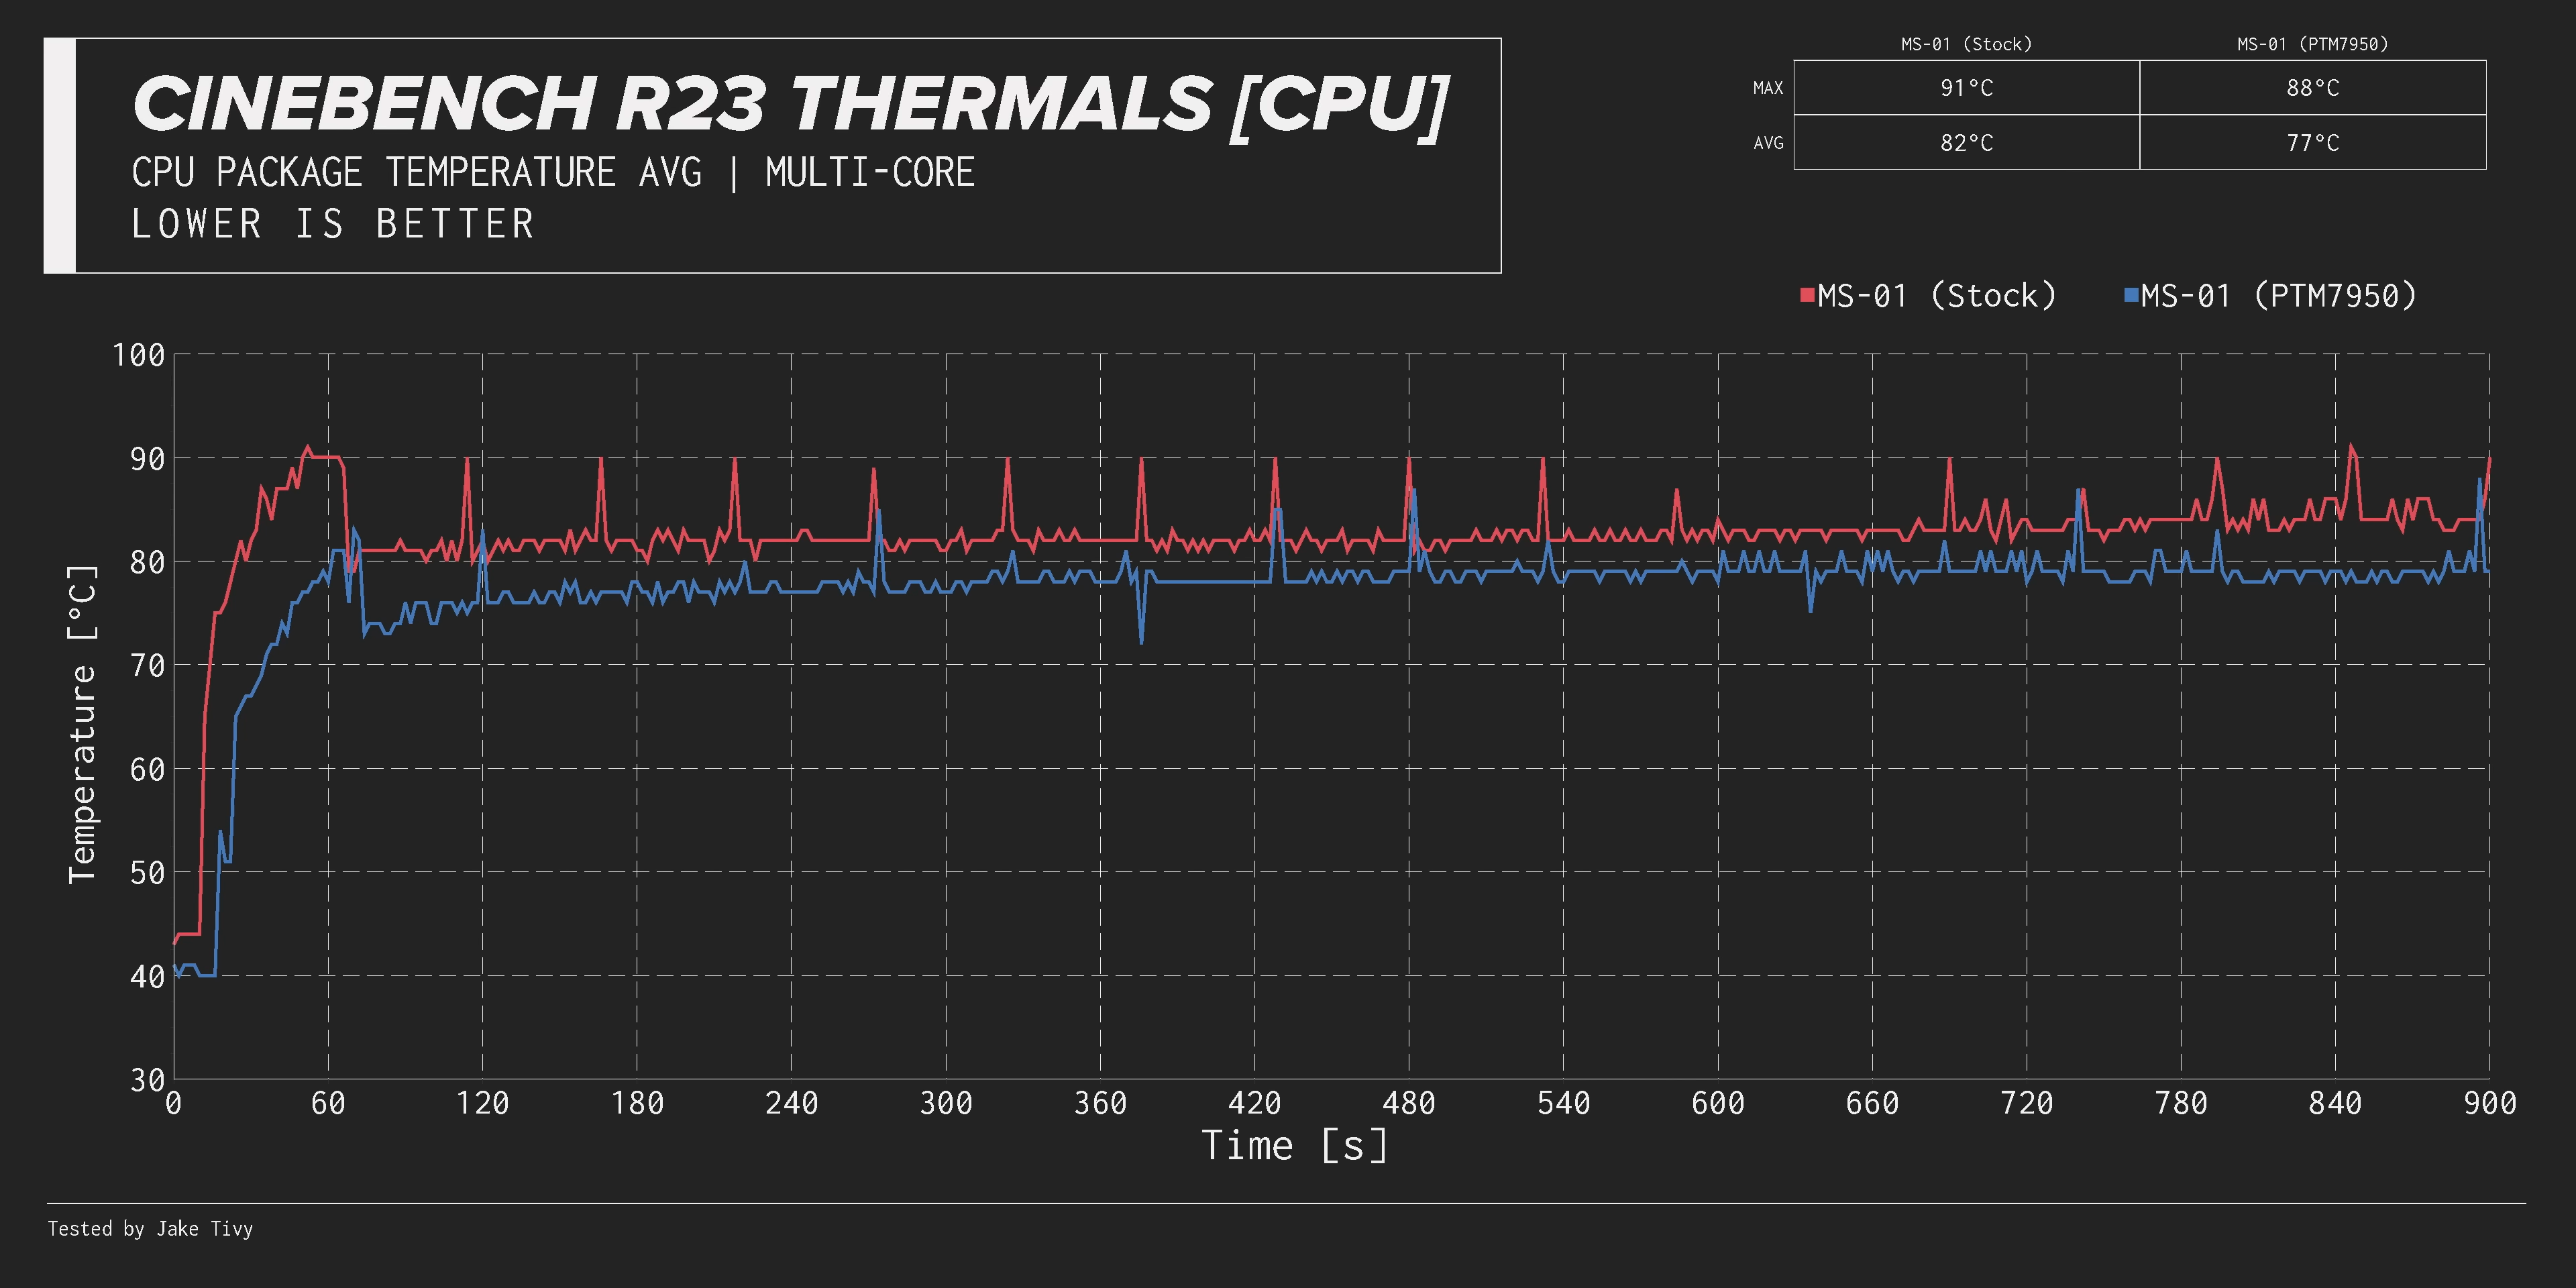 CINEBENCH R23 THERMALS [CPU]
CPU PACKAGE TEMPERATURE AVG | MULTI-CORE
LOWER IS BETTER
MS-01 (Stock) MS-01 (PTM7950)
MAX 91°C 88°C
AVG 82°C 77°C
MS-01 (Stock) MS-01 (PTM7950)
Temperature [°C]
100
90
80
70
60
50
40
30
0 60 120 180 240 300 360 420 480 540 600 660 720 780 840 900
Time [s]
Tested by Jake Tivy